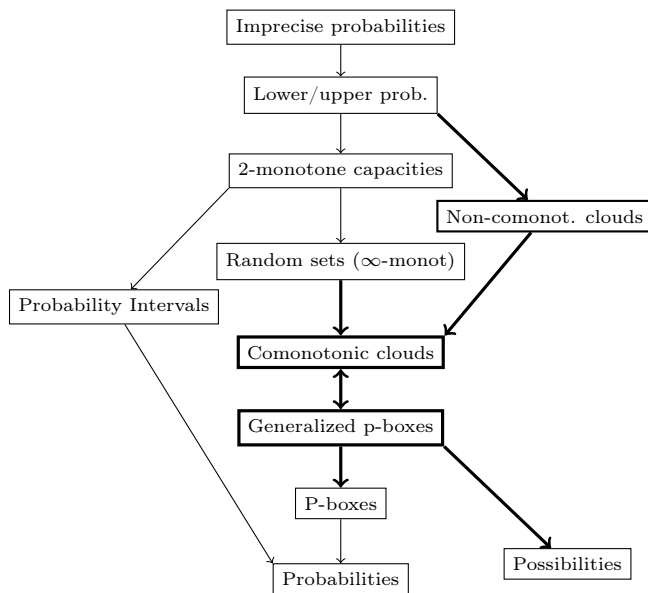 Imprecise probabilities
Lower/upper prob.
2-monotone capacities
Non-comonot. clouds
Random sets (∞-monot)
Probability Intervals
Comonotonic clouds
Generalized p-boxes
P-boxes
Possibilities
Probabilities